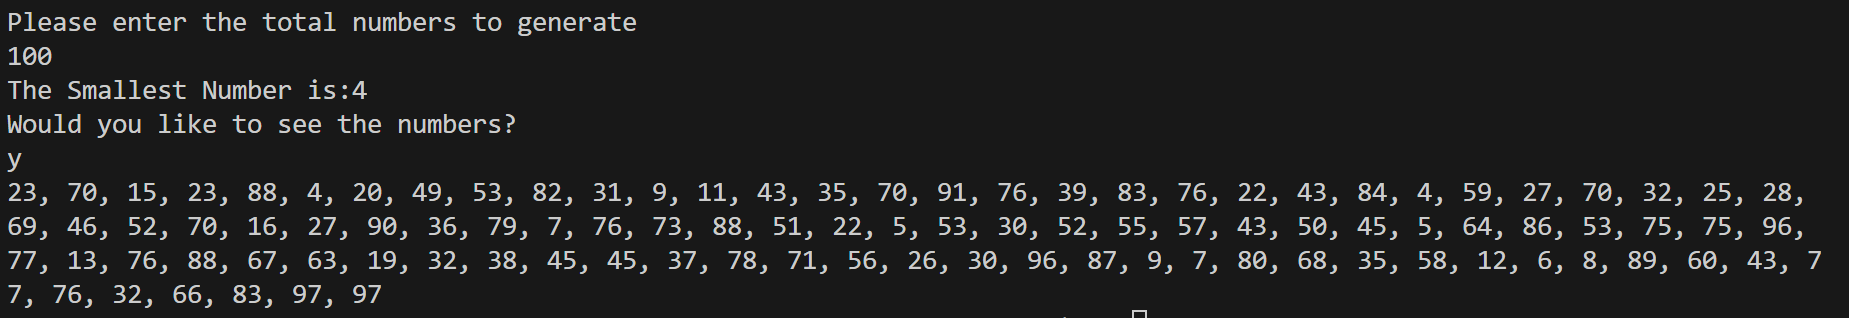 Please enter the total numbers to generate
100
The Smallest Number is:4
Would you like to see the numbers?
y
23, 70, 15, 23, 88, 4, 20, 49, 53, 82, 31, 9, 11, 43, 35, 70, 91, 76, 39, 83, 76, 22, 43, 84, 4, 59, 27, 70, 32, 25, 28,
69, 46, 52, 70, 16, 27, 90, 36, 79, 7, 76, 73, 88, 51, 22, 5, 53, 30, 52, 55, 57, 43, 50, 45, 5, 64, 86, 53, 75, 75, 96,
77, 13, 76, 88, 67, 63, 19, 32, 38, 45, 45, 37, 78, 71, 56, 26, 30, 96, 87, 9, 7, 80, 68, 35, 58, 12, 6, 8, 89, 60, 43, 7
7, 76, 32, 66, 83, 97, 97